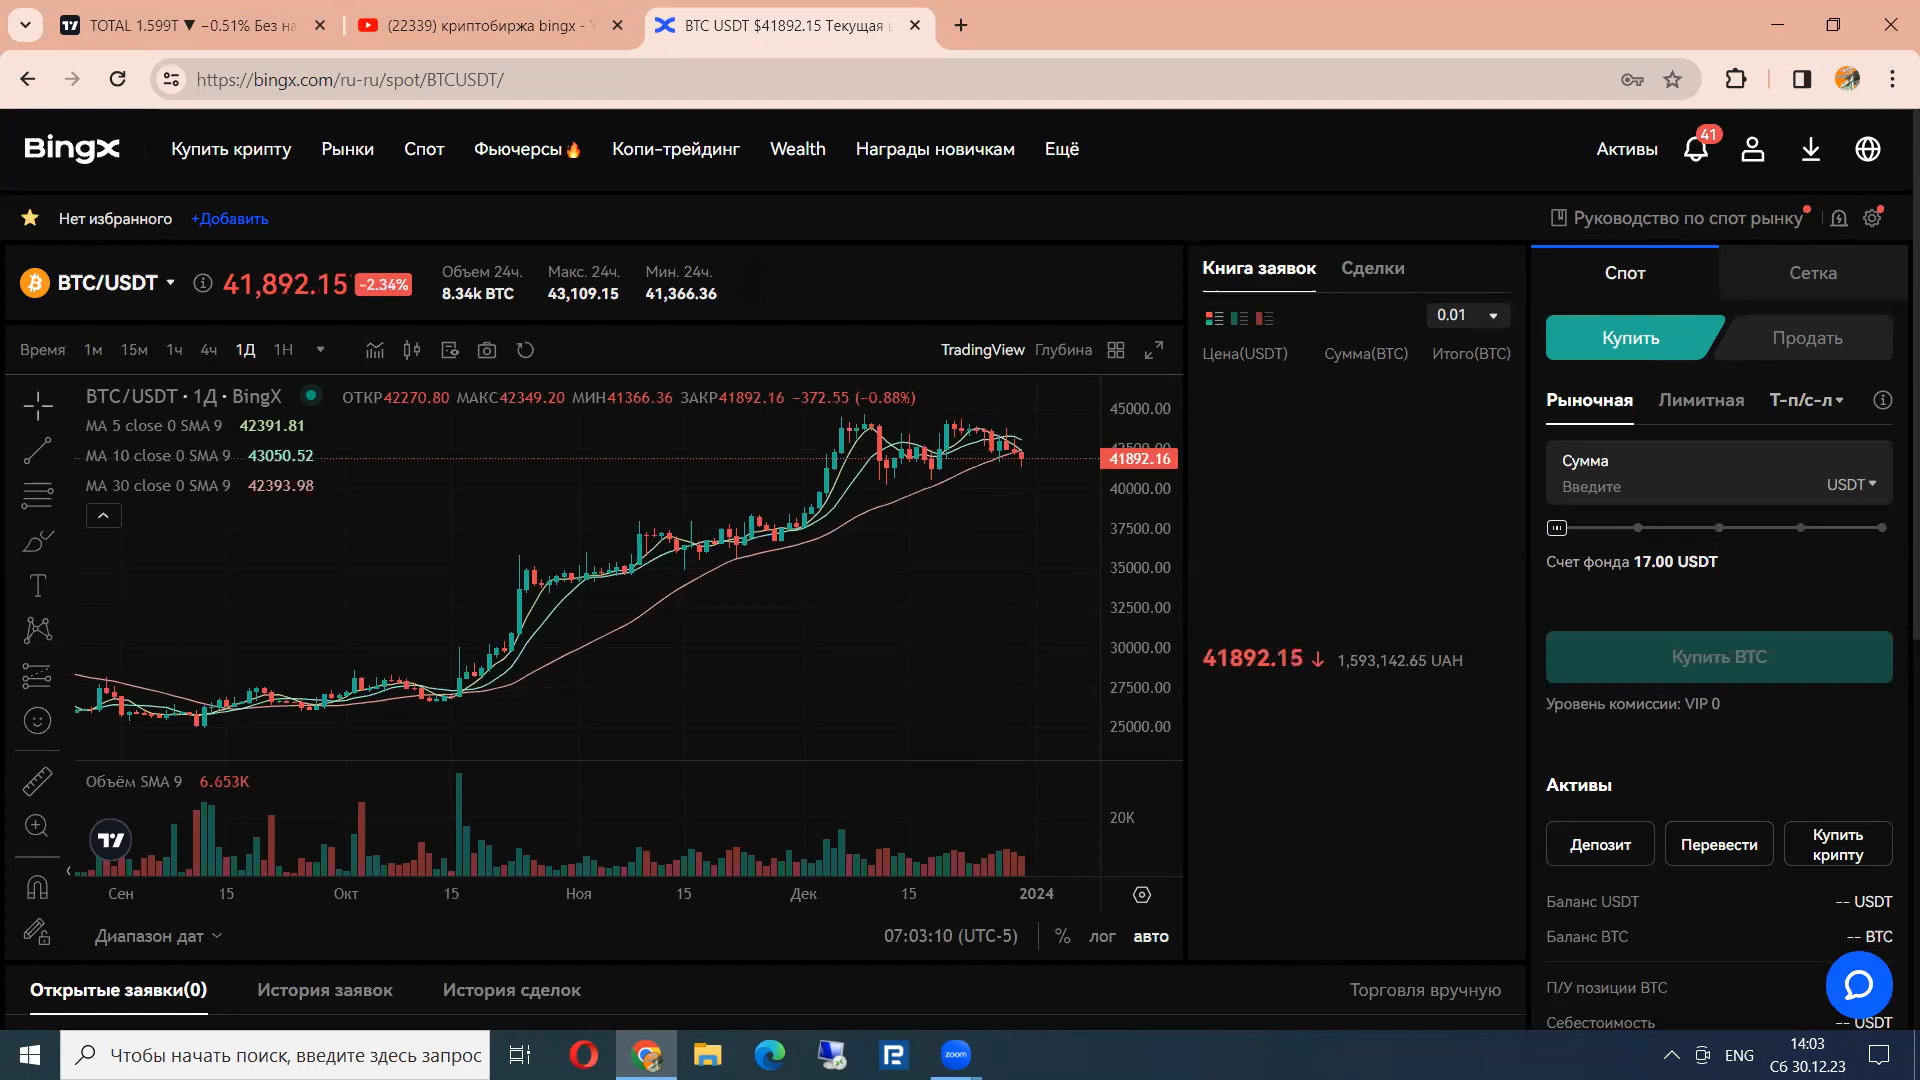 TOTAL 1.599T ▼ −0.51% Без на
(22339) криптобиржа bingx -
BTC USDT $41892.15 Текущая
https://bingx.com/ru-ru/spot/BTCUSDT/
BingX
Купить крипту
Рынки
Спот
Фьючерсы🔥
Копи-трейдинг
Wealth
Награды новичкам
Ещё
Активы
41
Нет избранного
+Добавить
Руководство по спот рынку
BTC/USDT
41,892.15
-2.34%
Объем 24ч.
8.34k BTC
Макс. 24ч.
43,109.15
Мин. 24ч.
41,366.36
Время
1м
15м
1ч
4ч
1Д
1Н
TradingView
Глубина
BTC/USDT · 1Д · BingX
ОТКР42270.80 МАКС42349.20 МИН41366.36 ЗАКР41892.16 −372.55 (−0.88%)
MA 5 close 0 SMA 9 42391.81
MA 10 close 0 SMA 9 43050.52
MA 30 close 0 SMA 9 42393.98
45000.00
41892.16
40000.00
37500.00
35000.00
32500.00
30000.00
27500.00
25000.00
Объём SMA 9 6.653K
20K
Сен
15
Окт
15
Ноя
15
Дек
15
2024
Диапазон дат
07:03:10 (UTC-5)
%
лог
авто
Книга заявок
Сделки
0.01
Цена(USDT)
Сумма(BTC)
Итого(BTC)
41892.15↓
1,593,142.65 UAH
Спот
Сетка
Купить
Продать
Рыночная
Лимитная
Т-п/с-л
Сумма
Введите
USDT
Счет фонда 17.00 USDT
Купить BTC
Уровень комиссии: VIP 0
Активы
Депозит
Перевести
Купить
крипту
Баланс USDT
-- USDT
Баланс BTC
-- BTC
П/У позиции BTC
Себестоимость
-- USDT
Открытые заявки(0)
История заявок
История сделок
Торговля вручную
Чтобы начать поиск, введите здесь запрос
zoom
ENG
14:03
Сб 30.12.23